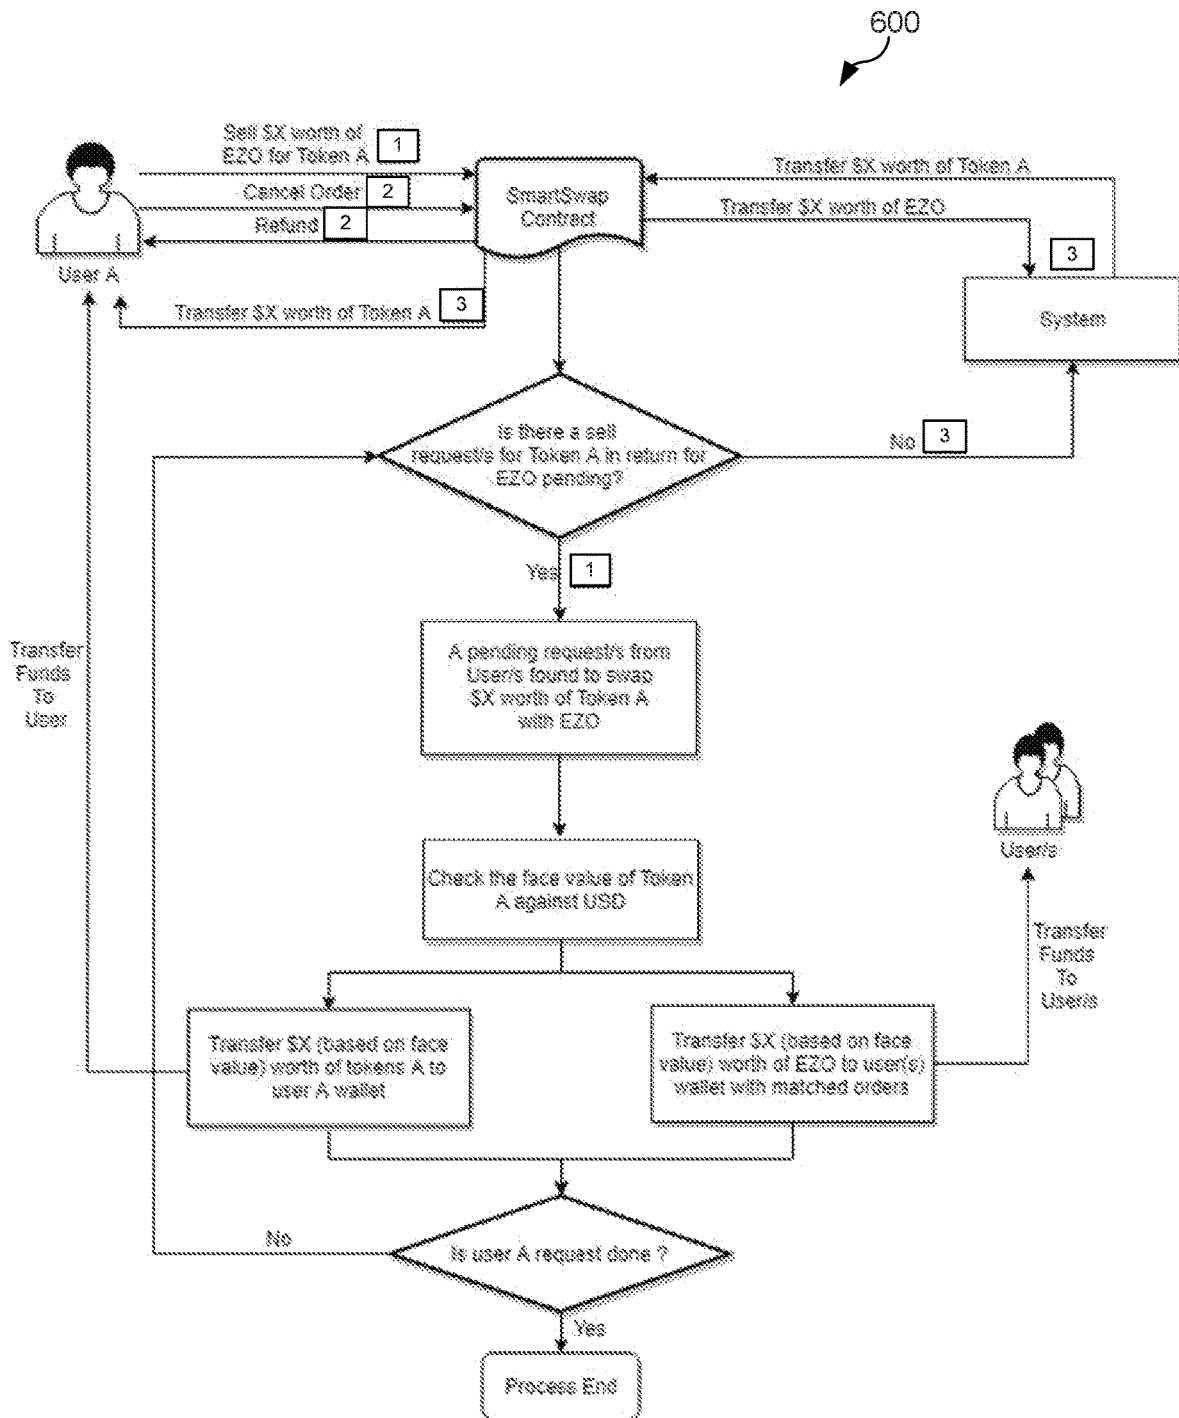 600
Sell $X worth of
EZO for Token A
1
Cancel Order
2
Refund
2
User A
Transfer $X worth of Token A
3
SmartSwap
Contract
Transfer $X worth of Token A
Transfer $X worth of EZO
3
System
Is there a sell
request/s for Token A in return for
EZO pending?
No
3
Yes
1
A pending request/s from
User/s found to swap
$X worth of Token A
with EZO
Transfer
Funds
To
User
Check the face value of Token
A against USD
User/s
Transfer
Funds
To
User/s
Transfer $X (based on face
value) worth of tokens A to
user A wallet
Transfer $X (based on face
value) worth of EZO to user(s)
wallet with matched orders
No
Is user A request done ?
Yes
Process End